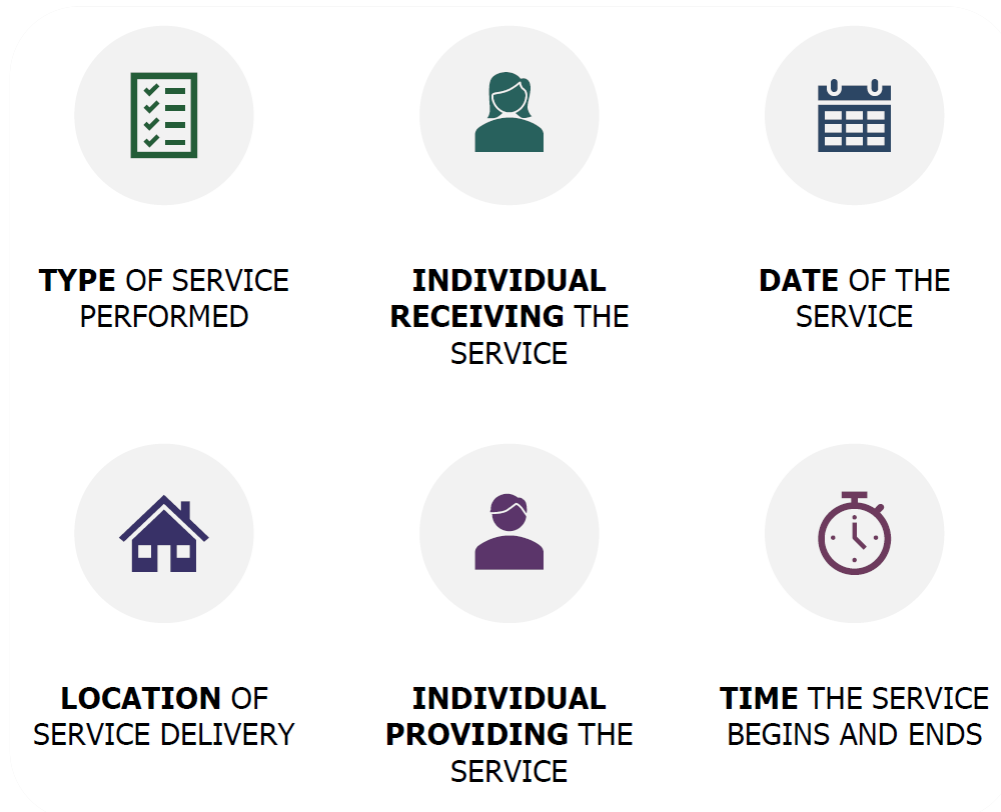 TYPE OF SERVICE
PERFORMED
INDIVIDUAL
RECEIVING THE
SERVICE
DATE OF THE
SERVICE
LOCATION OF
SERVICE DELIVERY
INDIVIDUAL
PROVIDING THE
SERVICE
TIME THE SERVICE
BEGINS AND ENDS